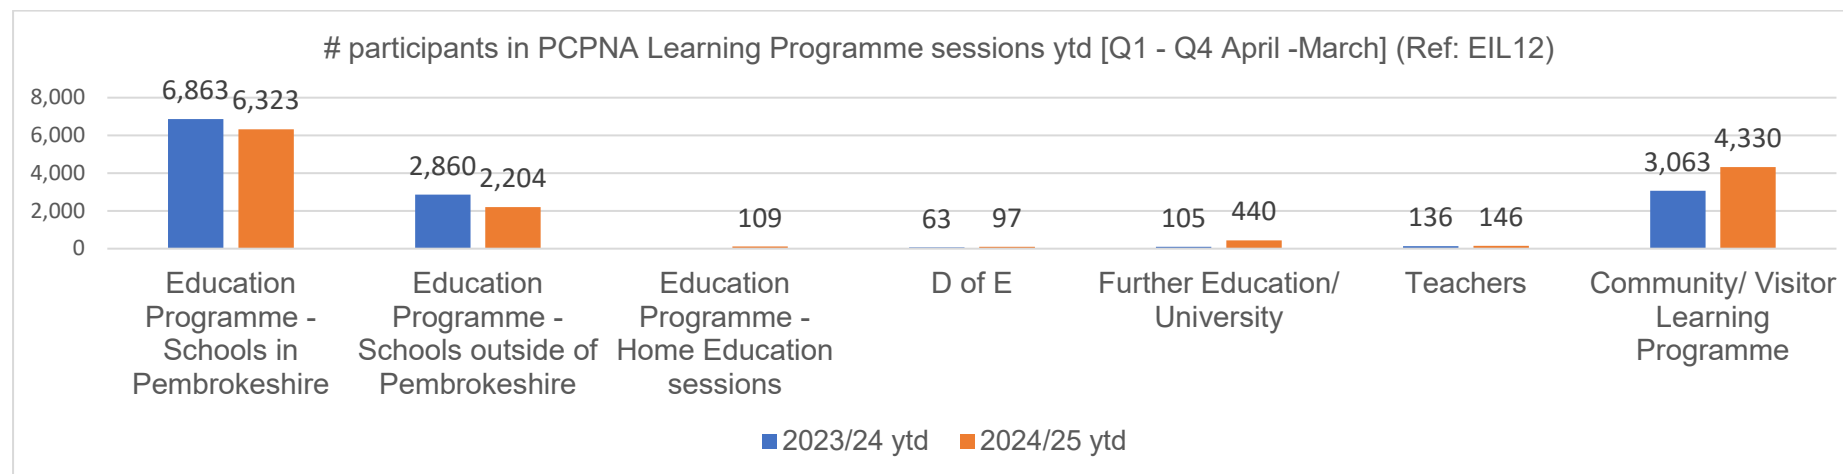 # participants in PCPNA Learning Programme sessions ytd [Q1 - Q4 April -March] (Ref: EIL12)
8,000
6,000
4,000
2,000
0
6,863
6,323
2,860
2,204
109
63
97
105
440
136
146
3,063
4,330
Education
Programme -
Schools in
Pembrokeshire
Education
Programme -
Schools outside of
Pembrokeshire
Education
Programme -
Home Education
sessions
D of E
Further Education/
University
Teachers
Community/ Visitor
Learning
Programme
2023/24 ytd
2024/25 ytd